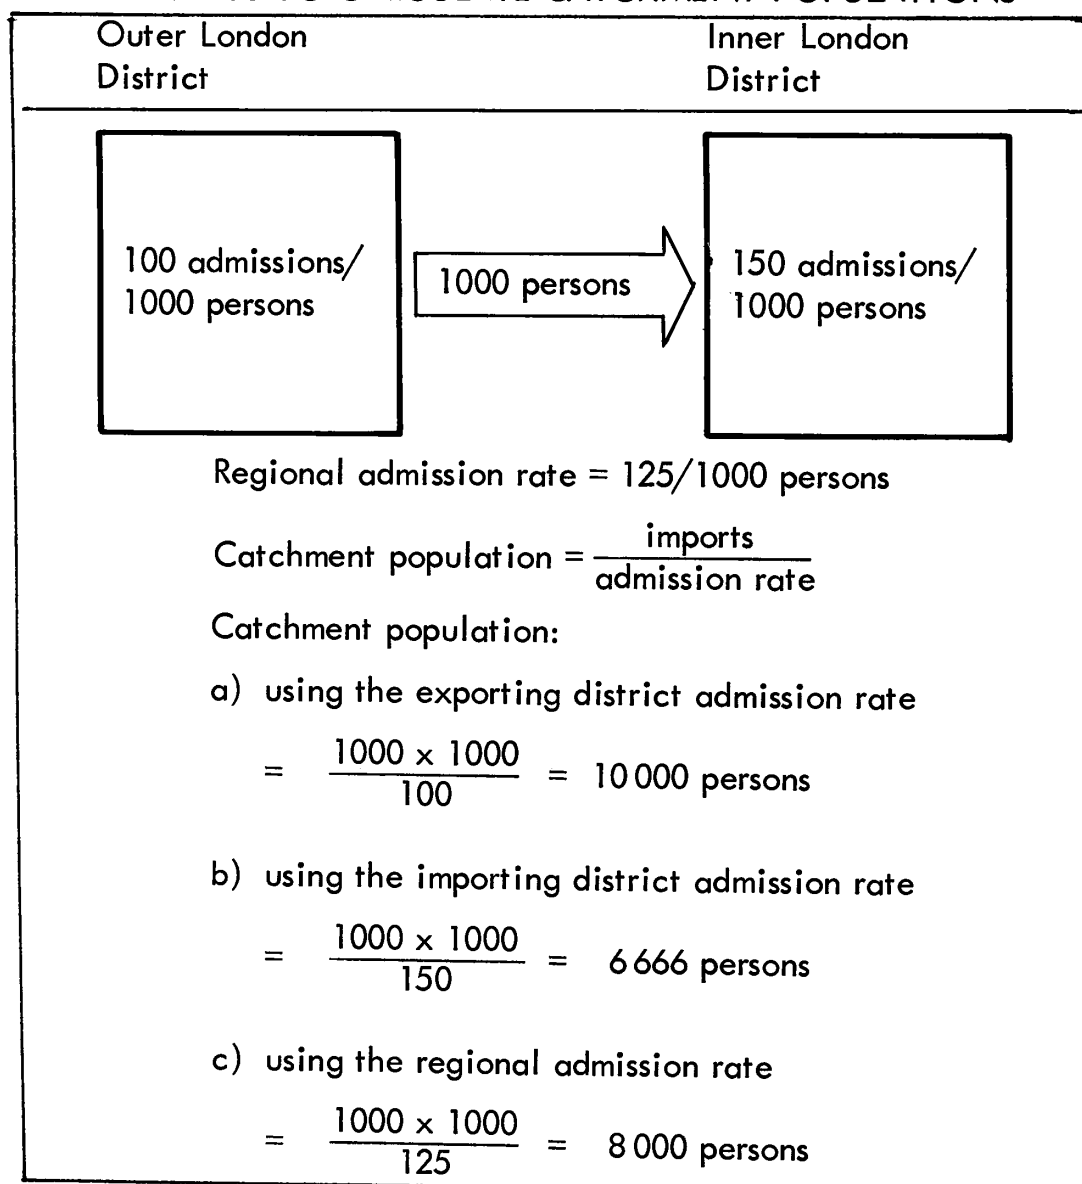 CATCHMENT POPULATIONS
Outer London
District
Inner London
District
100 admissions/
1000 persons
1000 persons
150 admissions/
1000 persons
Regional admission rate = 125/1000 persons
Catchment population = imports / admission rate
Catchment population:
a) using the exporting district admission rate
= 1000 x 1000 / 100 = 10 000 persons
b) using the importing district admission rate
= 1000 x 1000 / 150 = 6 666 persons
c) using the regional admission rate
= 1000 x 1000 / 125 = 8 000 persons